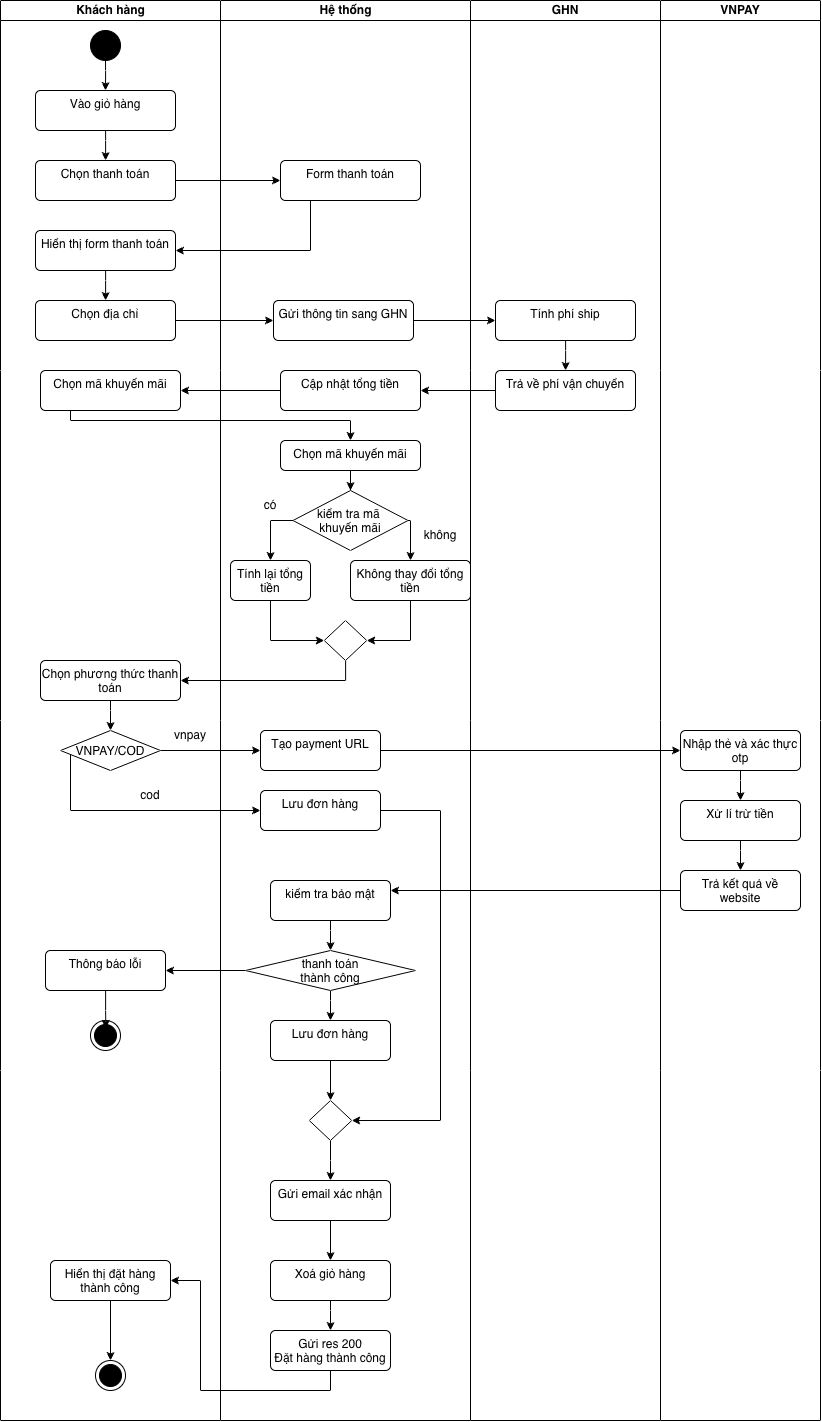 Khách hàng
Hệ thống
GHN
VNPAY
Vào giỏ hàng
Chọn thanh toán
Form thanh toán
Hiển thị form thanh toán
Chọn địa chỉ
Gửi thông tin sang GHN
Tính phí ship
Chọn mã khuyến mãi
Cập nhật tổng tiền
Trả về phí vận chuyển
Chọn mã khuyến mãi
có
kiểm tra mã
khuyến mãi
không
Tính lại tổng
tiền
Không thay đổi tổng
tiền
Chọn phương thức thanh
toán
VNPAY/COD
vnpay
Tạo payment URL
Nhập thẻ và xác thực
otp
cod
Lưu đơn hàng
Xử lí trừ tiền
kiểm tra bảo mật
Trả kết quả về
website
Thông báo lỗi
thanh toán
thành công
Lưu đơn hàng
Gửi email xác nhận
Hiển thị đặt hàng
thành công
Xoá giỏ hàng
Gửi res 200
Đặt hàng thành công